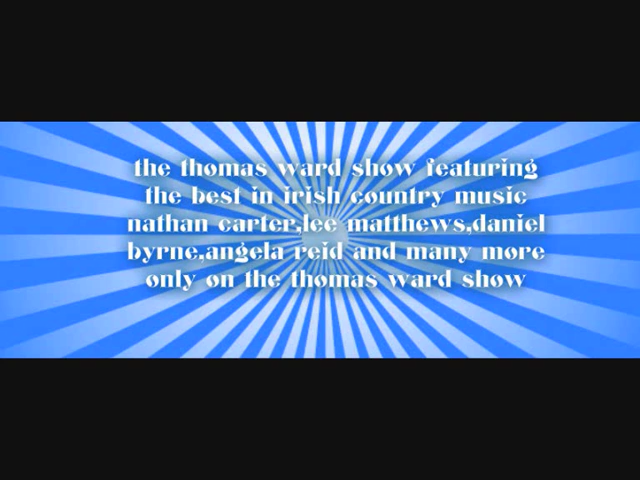 the thomas ward show featuring
the best in irish country music
nathan carter,lee matthews,daniel
byrne,angela reid and many more
only on the thomas ward show